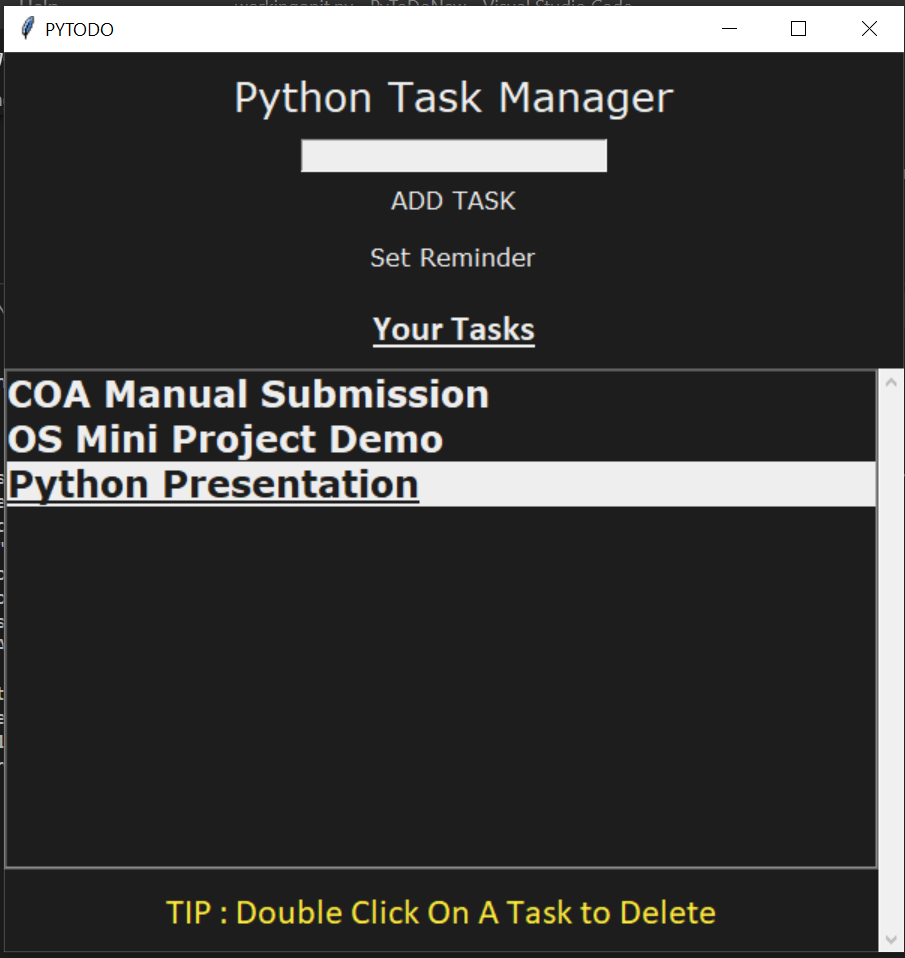 PYTODO
Python Task Manager
ADD TASK
Set Reminder
Your Tasks
COA Manual Submission
OS Mini Project Demo
Python Presentation
TIP : Double Click On A Task to Delete